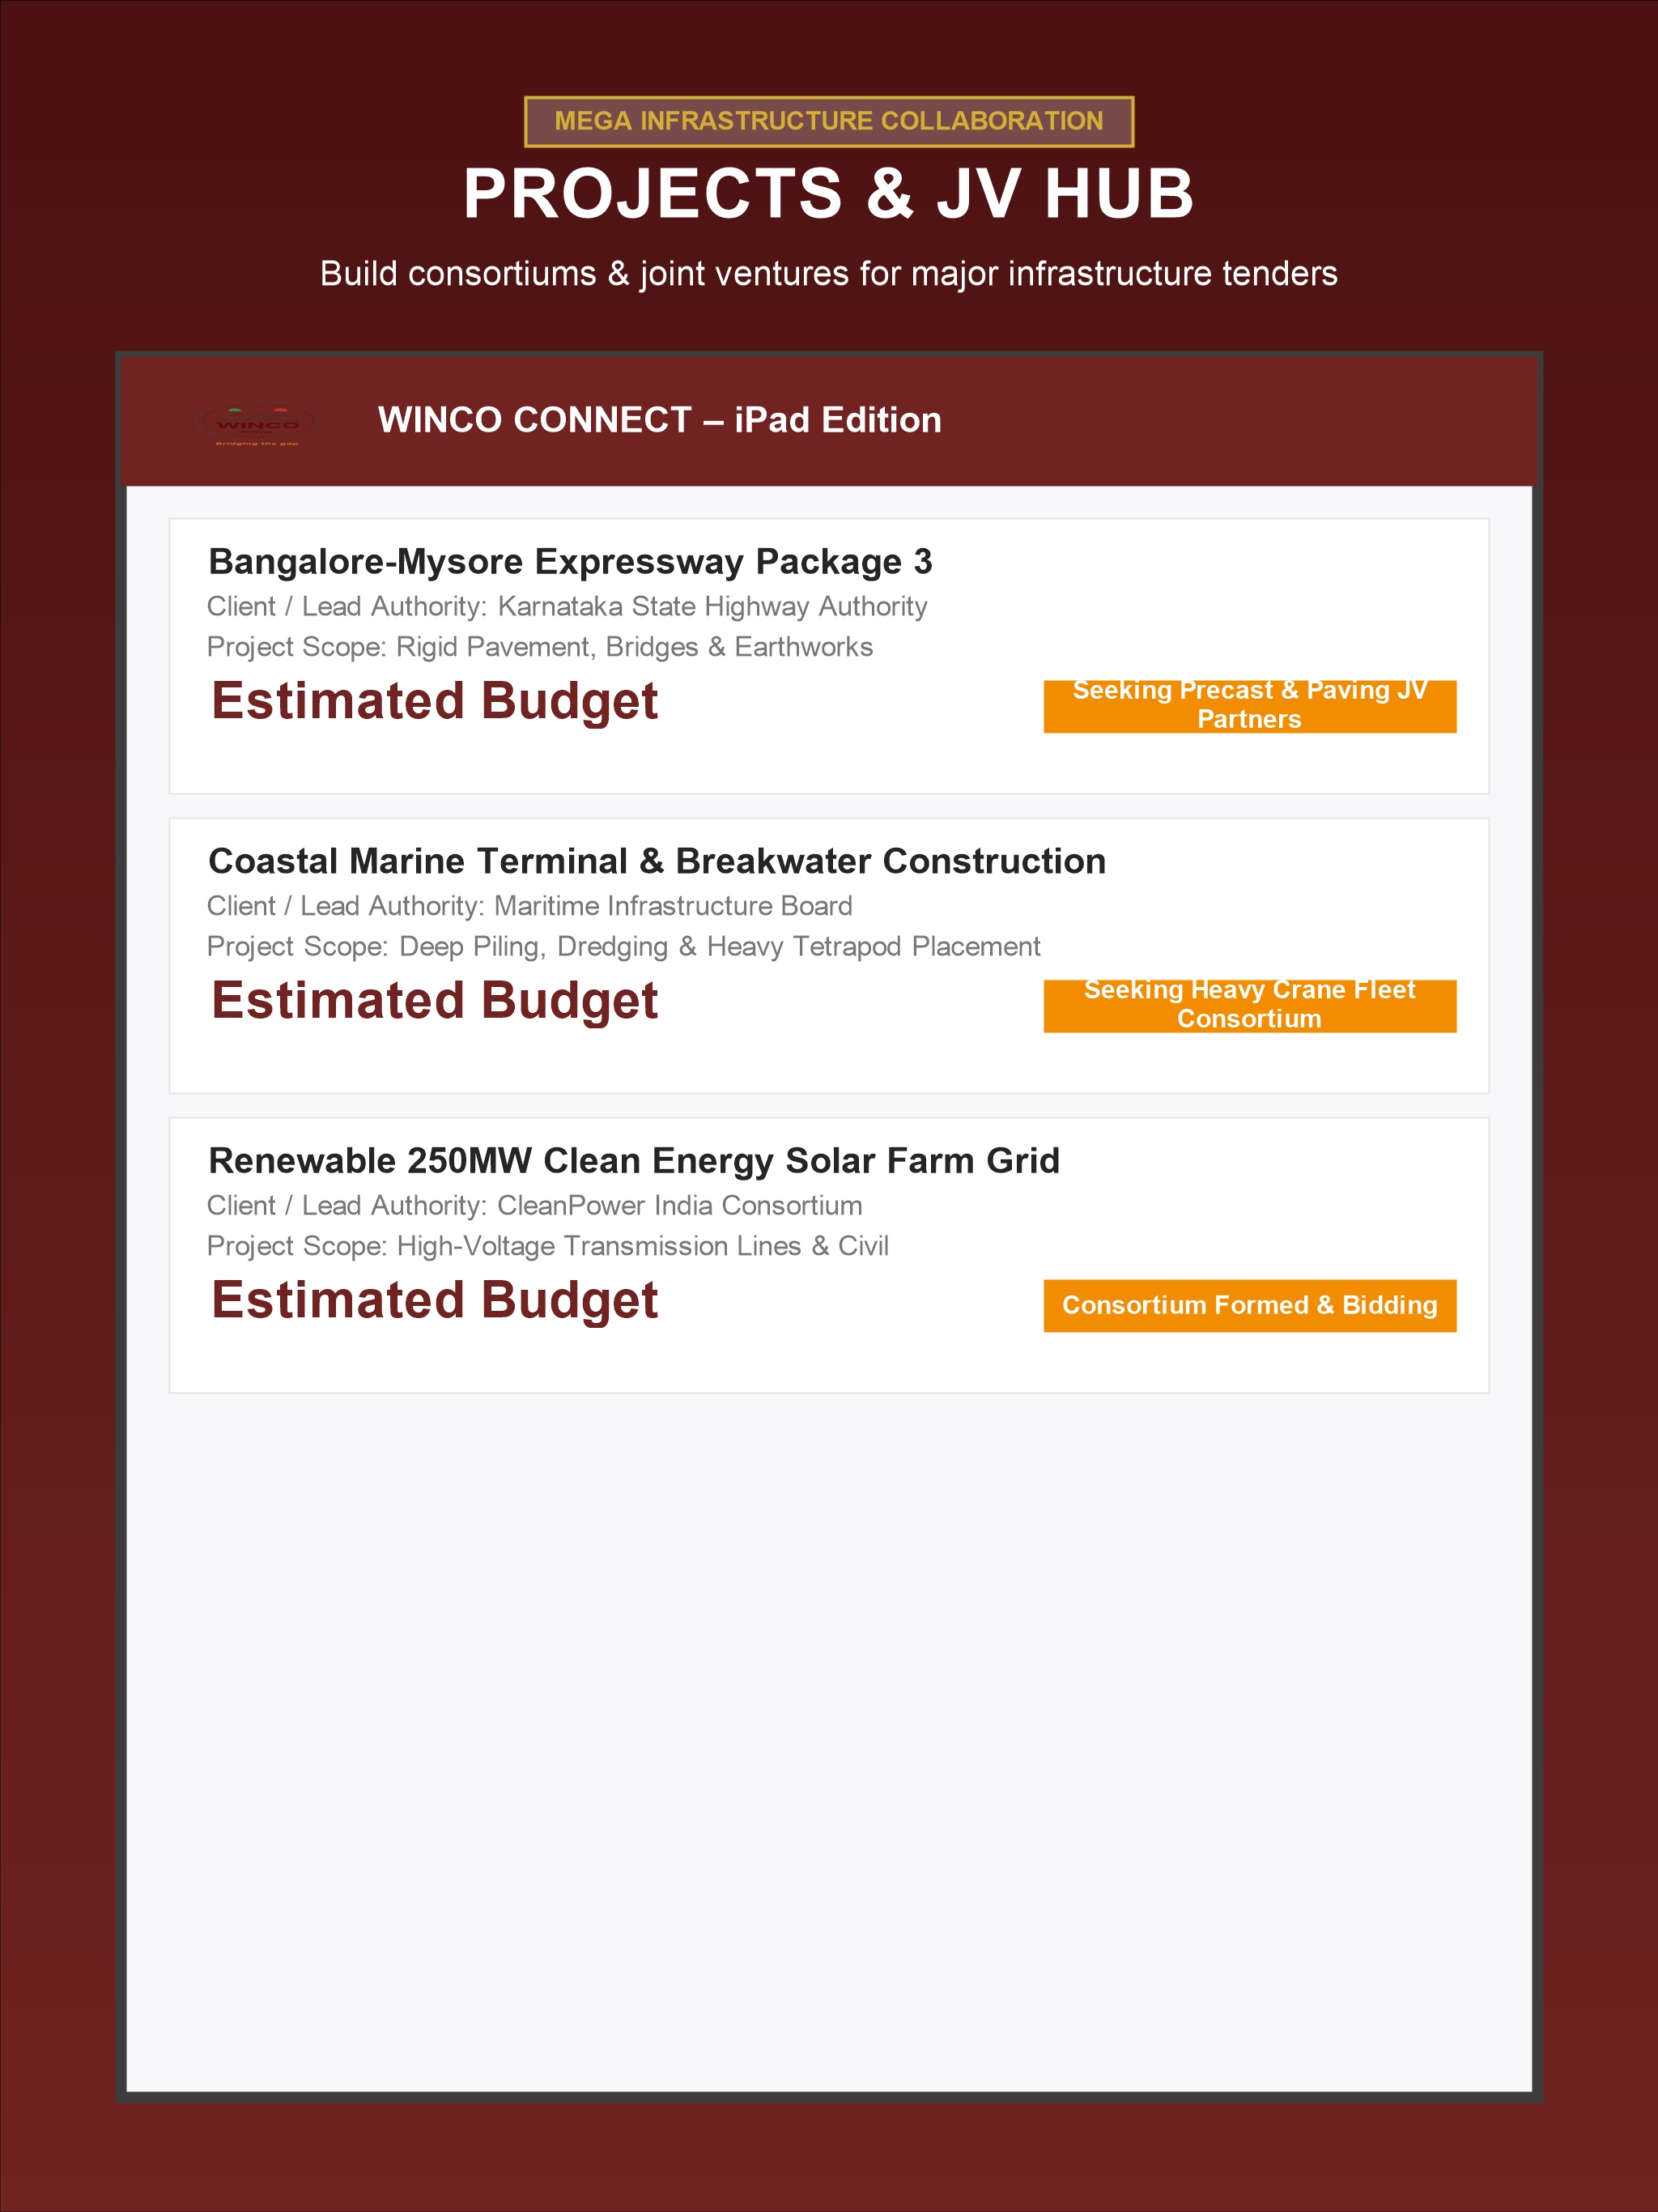 MEGA INFRASTRUCTURE COLLABORATION
PROJECTS & JV HUB
Build consortiums & joint ventures for major infrastructure tenders
WINCO
Bridging the gap
WINCO CONNECT – iPad Edition
Bangalore-Mysore Expressway Package 3
Client / Lead Authority: Karnataka State Highway Authority
Project Scope: Rigid Pavement, Bridges & Earthworks
Estimated Budget
Seeking Precast & Paving JV
Partners
Coastal Marine Terminal & Breakwater Construction
Client / Lead Authority: Maritime Infrastructure Board
Project Scope: Deep Piling, Dredging & Heavy Tetrapod Placement
Estimated Budget
Seeking Heavy Crane Fleet
Consortium
Renewable 250MW Clean Energy Solar Farm Grid
Client / Lead Authority: CleanPower India Consortium
Project Scope: High-Voltage Transmission Lines & Civil
Estimated Budget
Consortium Formed & Bidding